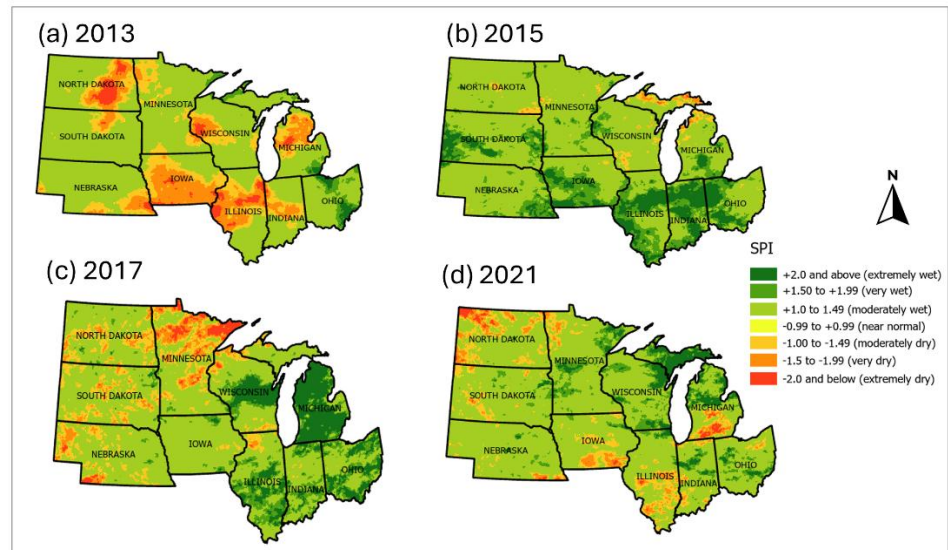 (a) 2013
NORTH DAKOTA
MINNESOTA
SOUTH DAKOTA
WISCONSIN
MICHIGAN
NEBRASKA
IOWA
ILLINOIS
INDIANA
OHIO
(b) 2015
NORTH DAKOTA
MINNESOTA
SOUTH DAKOTA
WISCONSIN
MICHIGAN
NEBRASKA
IOWA
ILLINOIS
INDIANA
OHIO
N
(c) 2017
NORTH DAKOTA
MINNESOTA
SOUTH DAKOTA
WISCONSIN
MICHIGAN
NEBRASKA
IOWA
ILLINOIS
INDIANA
OHIO
(d) 2021
NORTH DAKOTA
MINNESOTA
SOUTH DAKOTA
WISCONSIN
MICHIGAN
NEBRASKA
IOWA
ILLINOIS
INDIANA
OHIO
SPI
+2.0 and above (extremely wet)
+1.50 to +1.99 (very wet)
+1.0 to 1.49 (moderately wet)
-0.99 to +0.99 (near normal)
-1.00 to -1.49 (moderately dry)
-1.5 to -1.99 (very dry)
-2.0 and below (extremely dry)